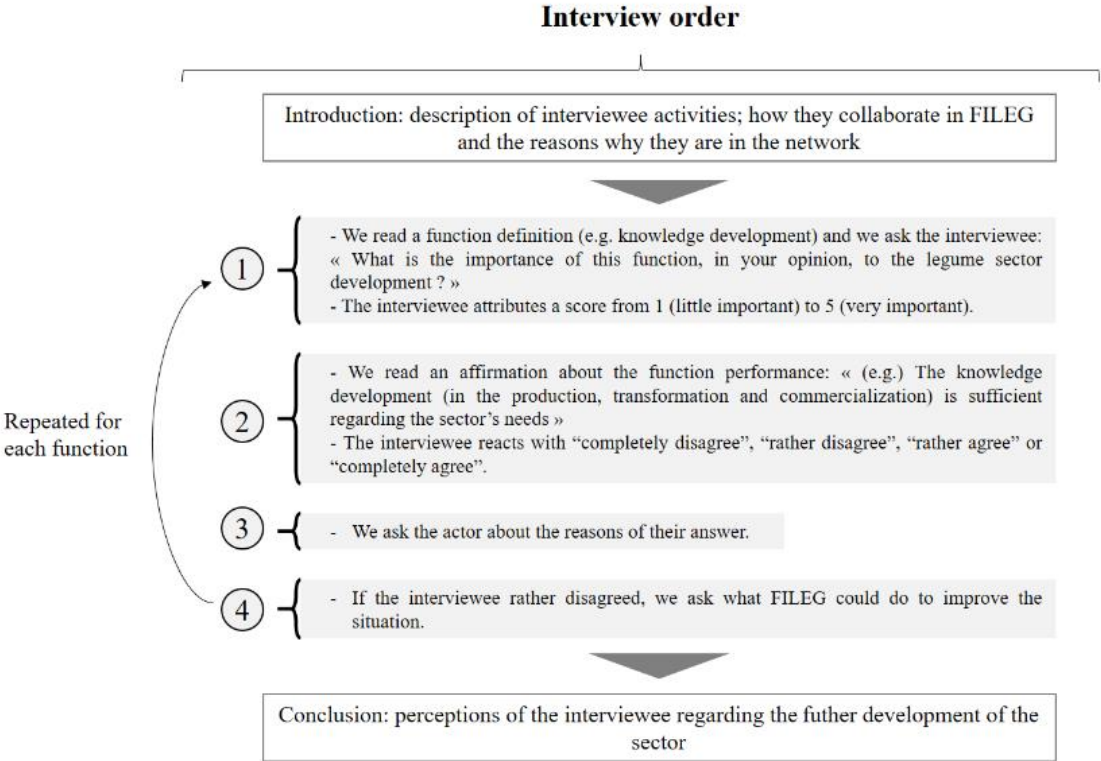 Interview order
Introduction: description of interviewee activities; how they collaborate in FILEG
and the reasons why they are in the network
1
- We read a function definition (e.g. knowledge development) and we ask the interviewee:
« What is the importance of this function, in your opinion, to the legume sector
development ? »
- The interviewee attributes a score from 1 (little important) to 5 (very important).
2
- We read an affirmation about the function performance: « (e.g.) The knowledge
development (in the production, transformation and commercialization) is sufficient
regarding the sector’s needs »
- The interviewee reacts with “completely disagree”, “rather disagree”, “rather agree” or
“completely agree”.
Repeated for
each function
3
- We ask the actor about the reasons of their answer.
4
- If the interviewee rather disagreed, we ask what FILEG could do to improve the
situation.
Conclusion: perceptions of the interviewee regarding the futher development of the
sector